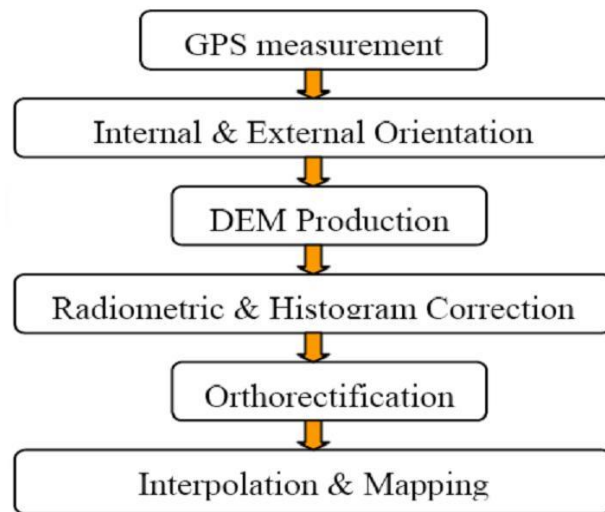 GPS measurement
Internal & External Orientation
DEM Production
Radiometric & Histogram Correction
Orthorectification
Interpolation & Mapping